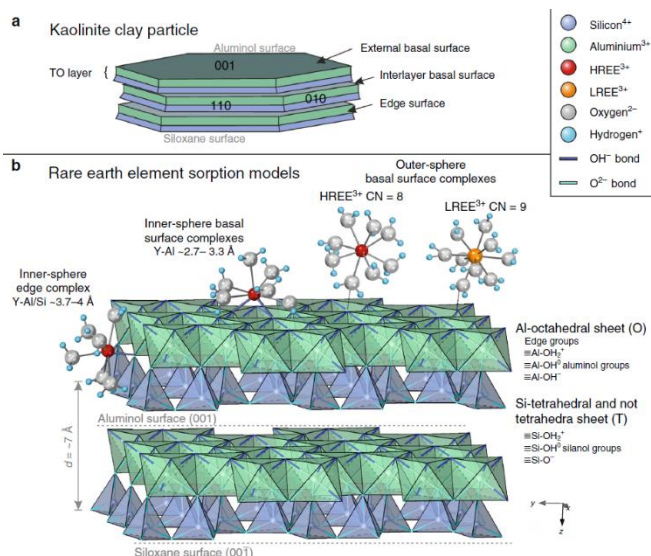 a
Kaolinite clay particle
Aluminol surface
External basal surface
001
TO layer {
Interlayer basal surface
110
010
Edge surface
Siloxane surface
Silicon⁴⁺
Aluminium³⁺
HREE³⁺
LREE³⁺
Oxygen²⁻
Hydrogen⁺
OH⁻ bond
O²⁻ bond
b
Rare earth element sorption models
Outer-sphere
basal surface complexes
HREE³⁺ CN = 8
LREE³⁺ CN = 9
Inner-sphere basal
surface complexes
Y-Al ~2.7– 3.3 Å
Inner-sphere
edge complex
Y-Al/Si ~3.7–4 Å
Al-octahedral sheet (O)
Edge groups
≡Al-OH₂⁺
≡Al-OH⁰ aluminol groups
≡Al-OH⁻
Si-tetrahedral and not
tetrahedra sheet (T)
≡Si-OH₂⁺
≡Si-OH⁰ silanol groups
≡Si-O⁻
d = ~7 Å
Aluminol surface (001)
Siloxane surface (001̅)
y
z